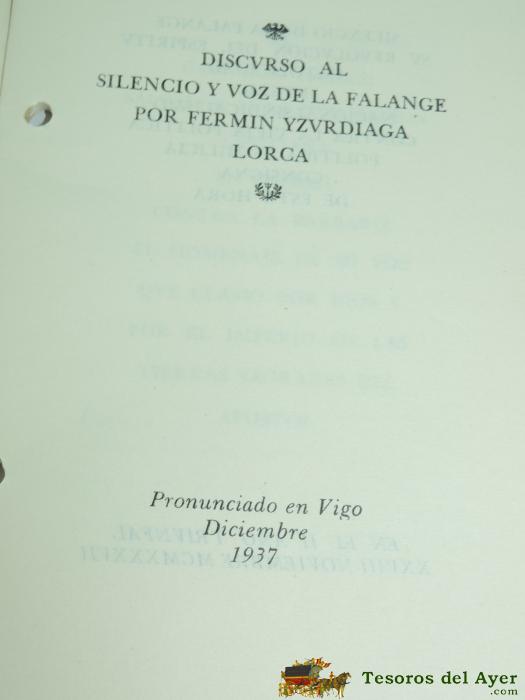 DISCVRSO AL
SILENCIO Y VOZ DE LA FALANGE
POR FERMIN YZVRDIAGA
LORCA
Pronunciado en Vigo
Diciembre
1937
Tesoros del Ayer
.com